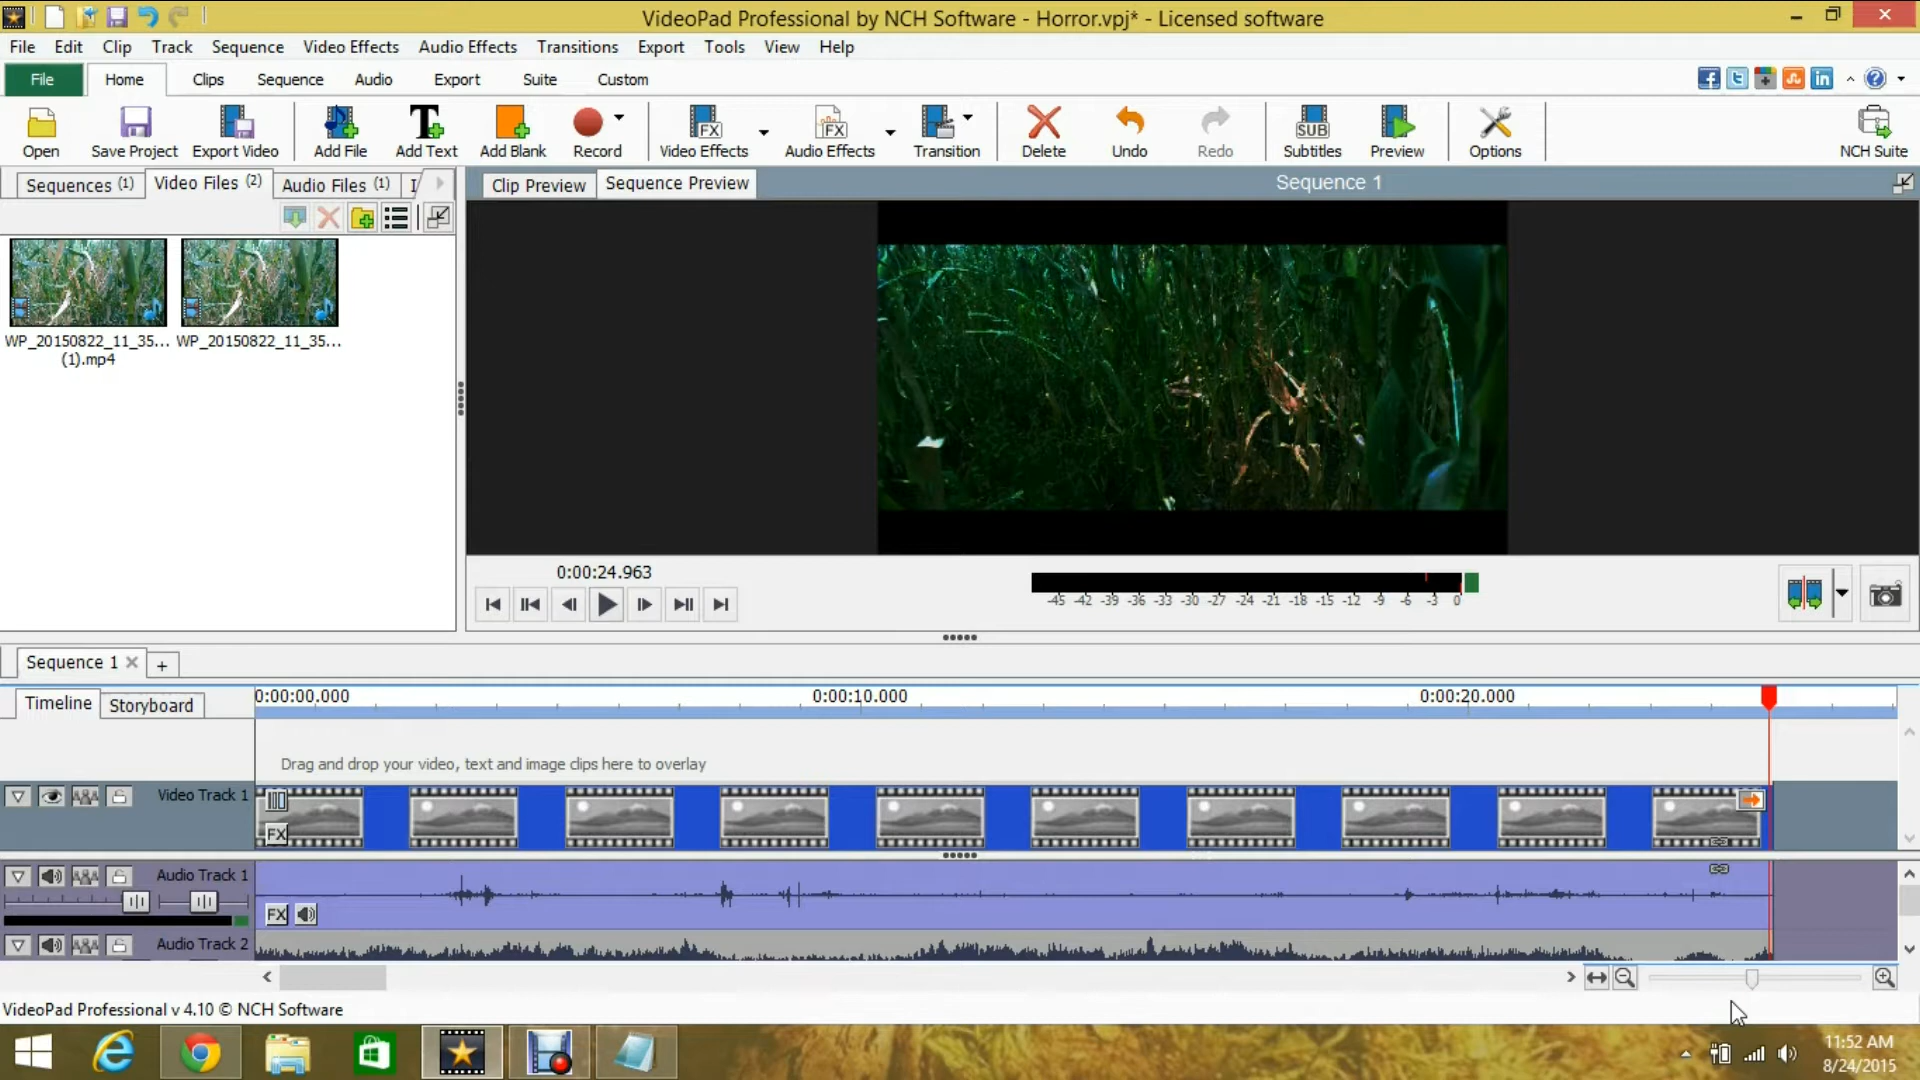 VideoPad Professional by NCH Software - Horror.vpj* - Licensed software
File Edit Clip Track Sequence Video Effects Audio Effects Transitions Export Tools View Help
File Home Clips Sequence Audio Export Suite Custom
Open Save Project Export Video Add File Add Text Add Blank Record Video Effects Audio Effects Transition Delete Undo Redo Subtitles Preview Options NCH Suite
Sequences (1) Video Files (2) Audio Files (1) Clip Preview Sequence Preview Sequence 1
WP_20150822_11_35... WP_20150822_11_35...
(1).mp4
0:00:24.963
-45 -42 -39 -36 -33 -30 -27 -24 -21 -18 -15 -12 -9 -6 -3 0
Sequence 1
Timeline Storyboard 0:00:00.000 0:00:10.000 0:00:20.000
Drag and drop your video, text and image clips here to overlay
Video Track 1
FX
Audio Track 1
FX
Audio Track 2
VideoPad Professional v 4.10 © NCH Software
11:52 AM
8/24/2015